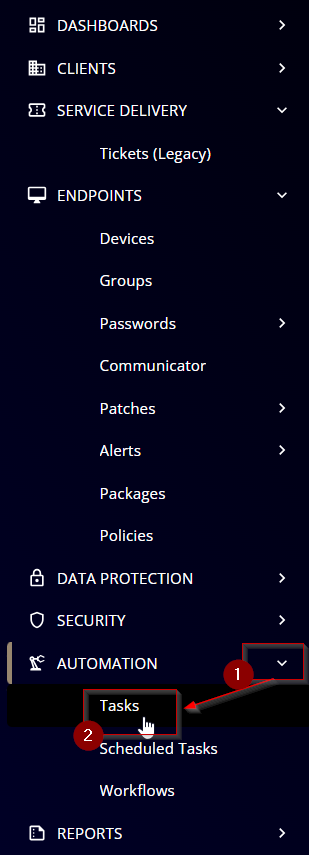 DASHBOARDS
CLIENTS
SERVICE DELIVERY
Tickets (Legacy)
ENDPOINTS
Devices
Groups
Passwords
Communicator
Patches
Alerts
Packages
Policies
DATA PROTECTION
SECURITY
AUTOMATION 1
Tasks
2
Scheduled Tasks
Workflows
REPORTS